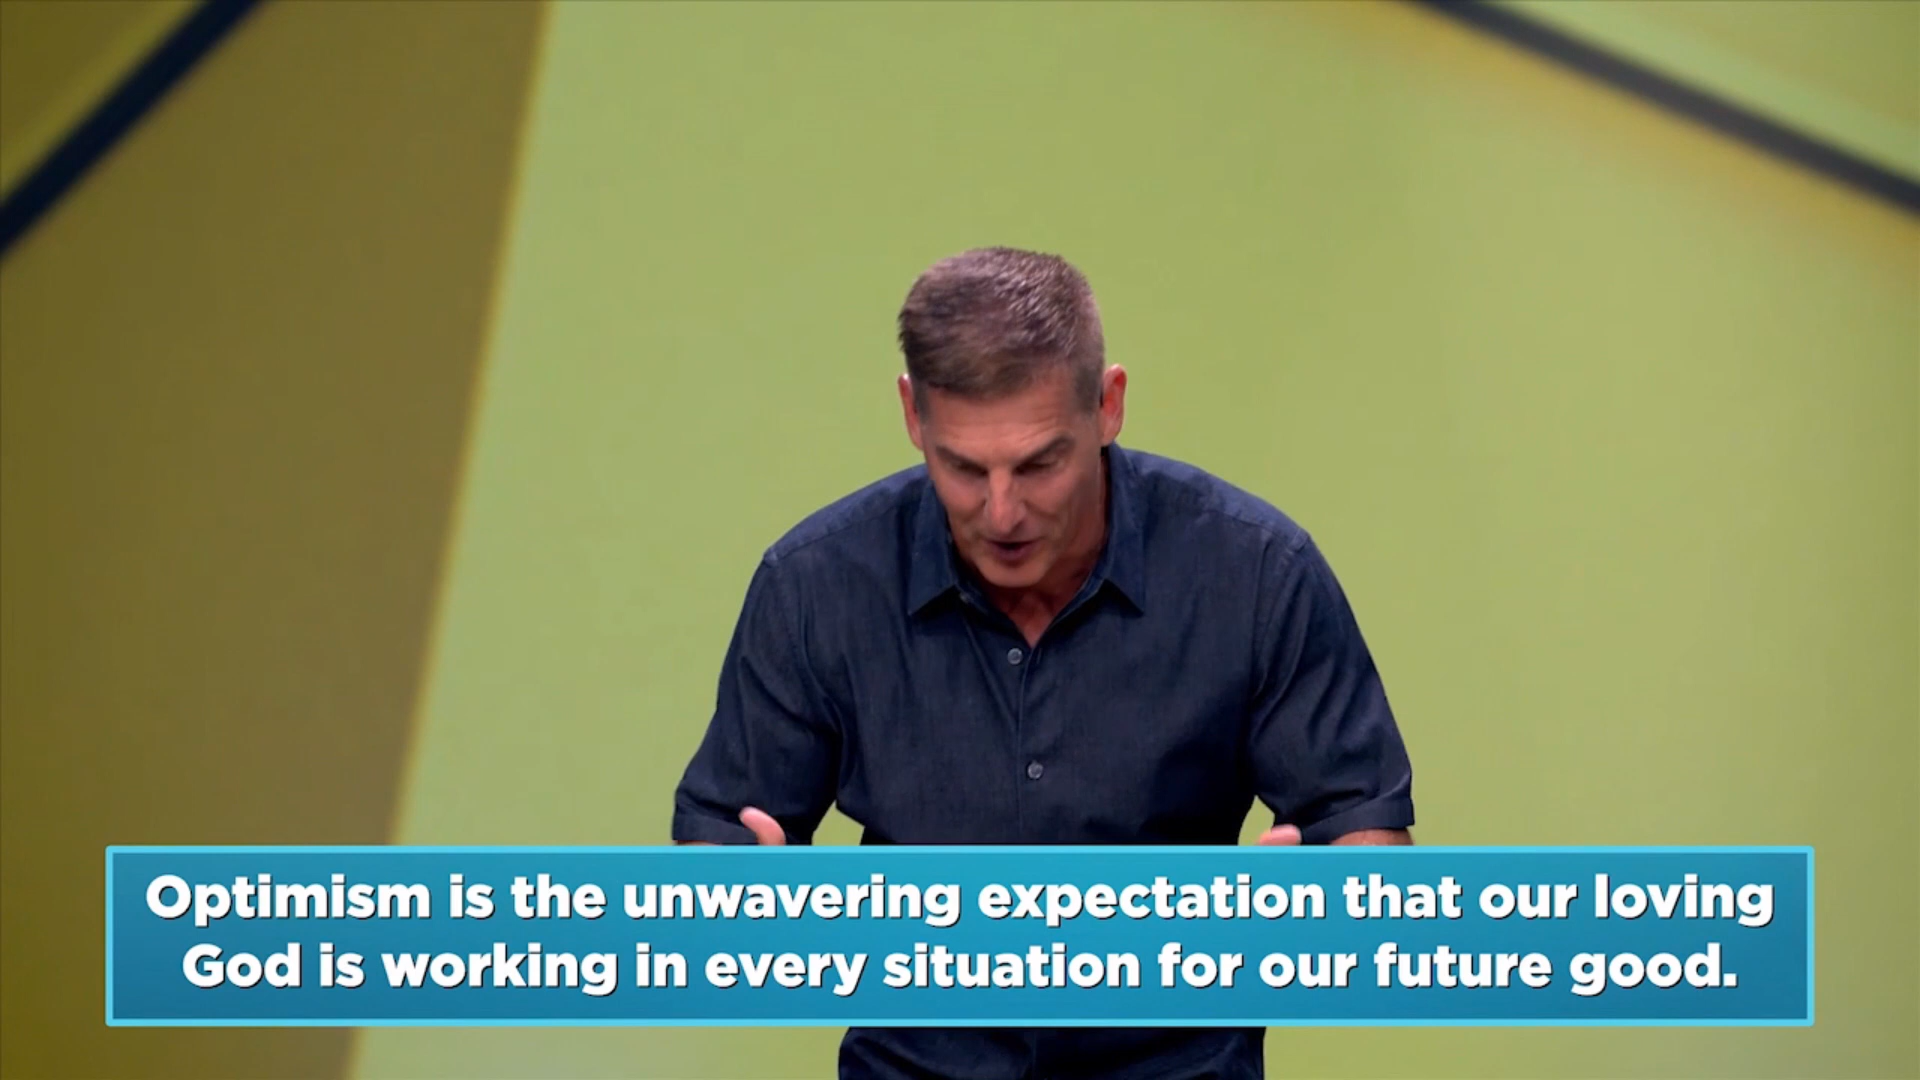 Optimism is the unwavering expectation that our loving
God is working in every situation for our future good.